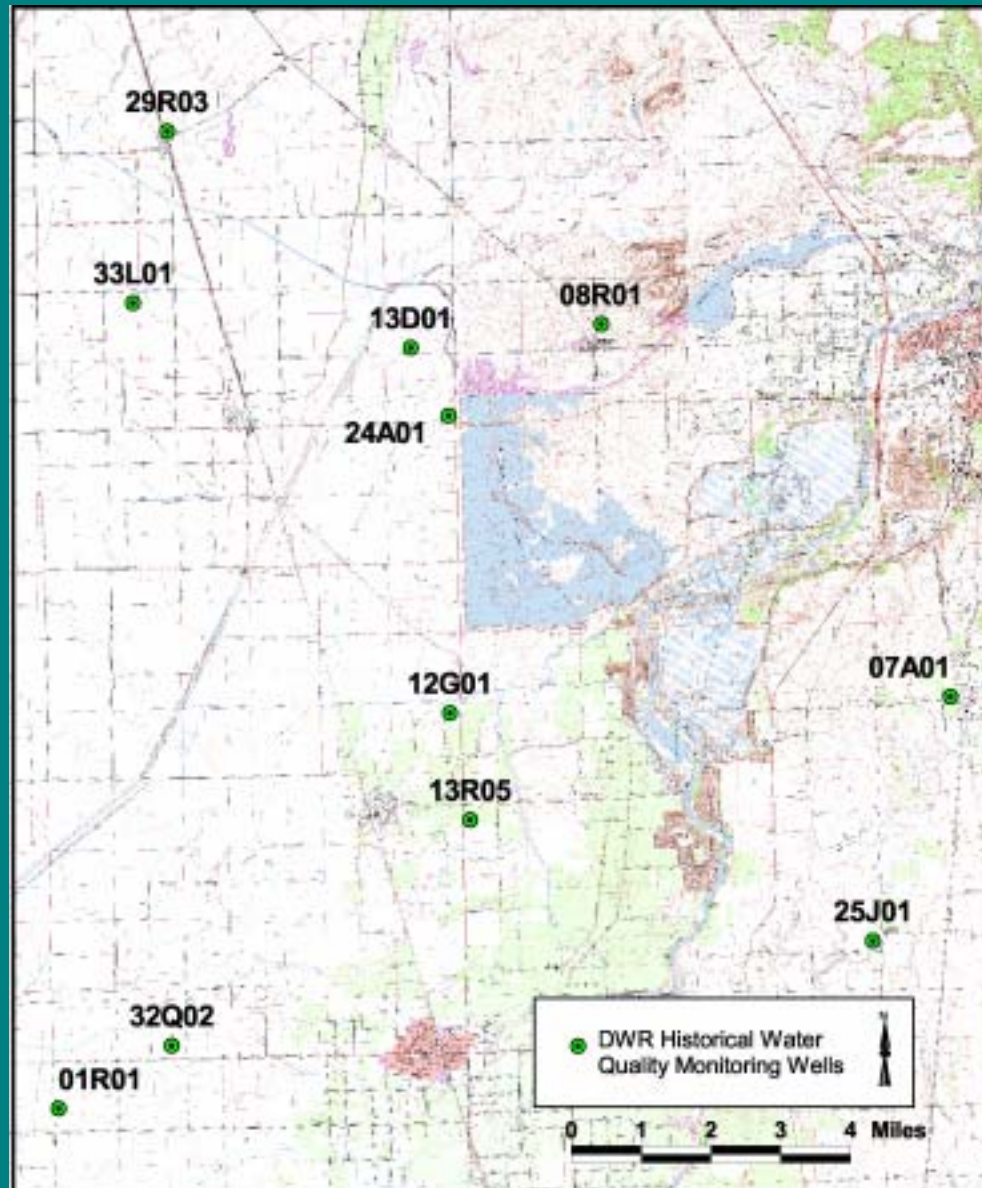 29R03
33L01
08R01
13D01
24A01
07A01
12G01
13R05
25J01
32Q02
01R01
N
DWR Historical Water
Quality Monitoring Wells
0 1 2 3 4 Miles